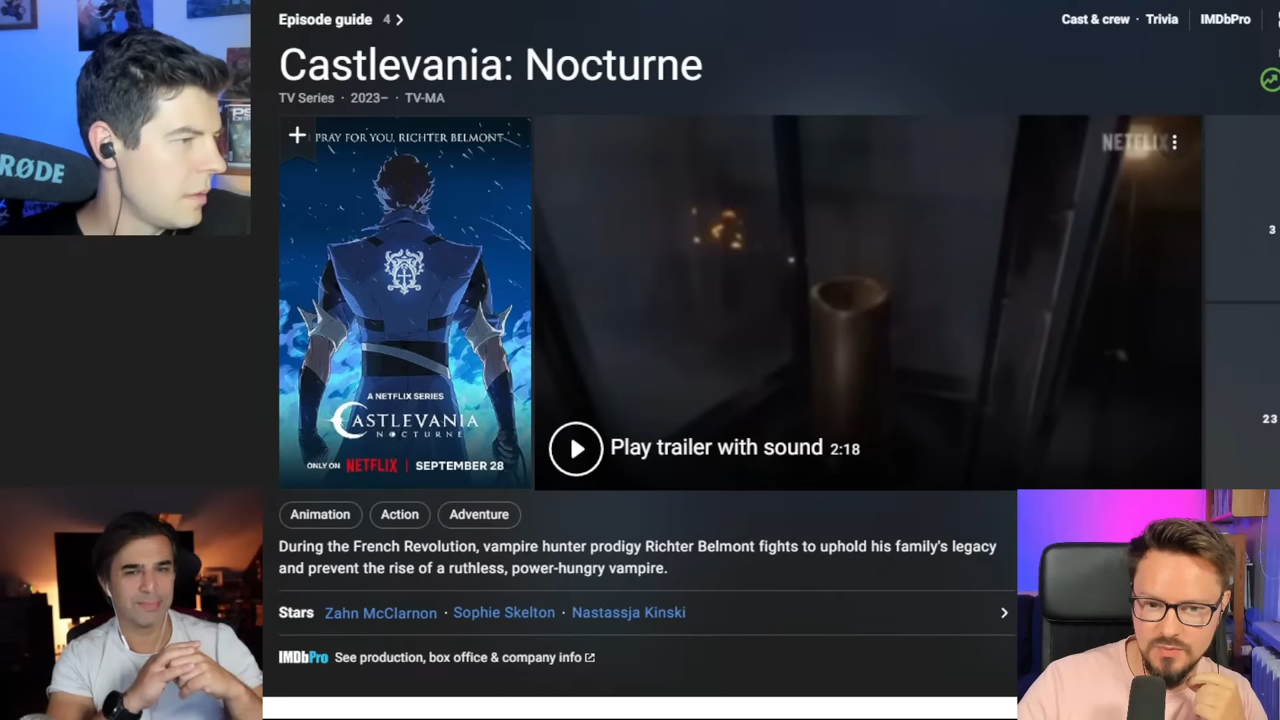 Episode guide 4 >
Cast & crew · Trivia
IMDbPro
Castlevania: Nocturne
TV Series · 2023– · TV-MA
+
PRAY FOR YOU, RICHTER BELMONT
A NETFLIX SERIES
CASTLEVANIA
NOCTURNE
ONLY ON NETFLIX | SEPTEMBER 28
NETFLIX
Play trailer with sound 2:18
3
23
RØDE
Animation
Action
Adventure
During the French Revolution, vampire hunter prodigy Richter Belmont fights to uphold his family's legacy
and prevent the rise of a ruthless, power-hungry vampire.
Stars Zahn McClarnon · Sophie Skelton · Nastassja Kinski
IMDbPro See production, box office & company info